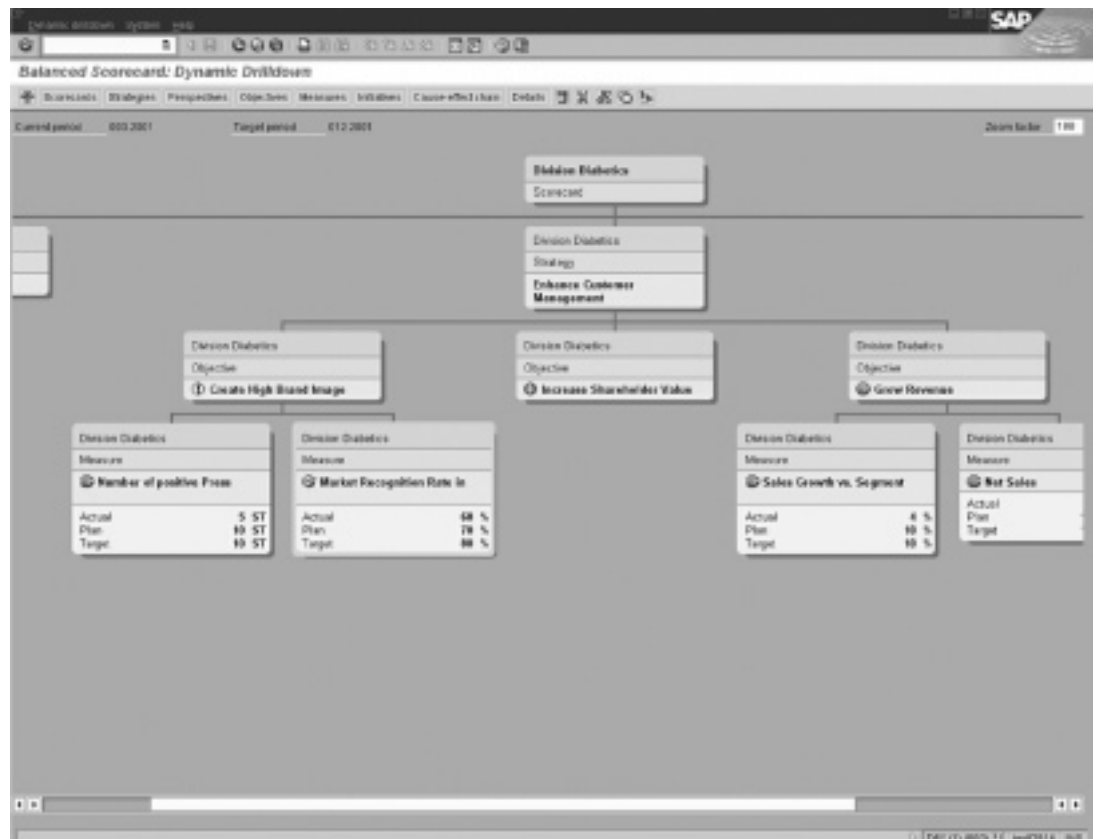 Dynamic drilldown System Help
SAP
Balanced Scorecard: Dynamic Drilldown
Scorecards Strategies Perspectives Objectives Measures Initiatives Cause-effect chain Details
Current period 003.2001 Target period 012.2001 Zoom factor 100
Division Diabetics
Scorecard
Division Diabetics
Strategy
Enhance Customer
Management
Division Diabetics
Objective
Create High Brand Image
Division Diabetics
Objective
Increase Shareholder Value
Division Diabetics
Objective
Grow Revenue
Division Diabetics
Measure
Number of positive Press
Actual 5 ST
Plan 10 ST
Target 10 ST
Division Diabetics
Measure
Market Recognition Rate in
Actual 60 %
Plan 70 %
Target 80 %
Division Diabetics
Measure
Sales Growth vs. Segment
Actual 4 %
Plan 10 %
Target 10 %
Division Diabetics
Measure
Net Sales
Actual
Plan
Target